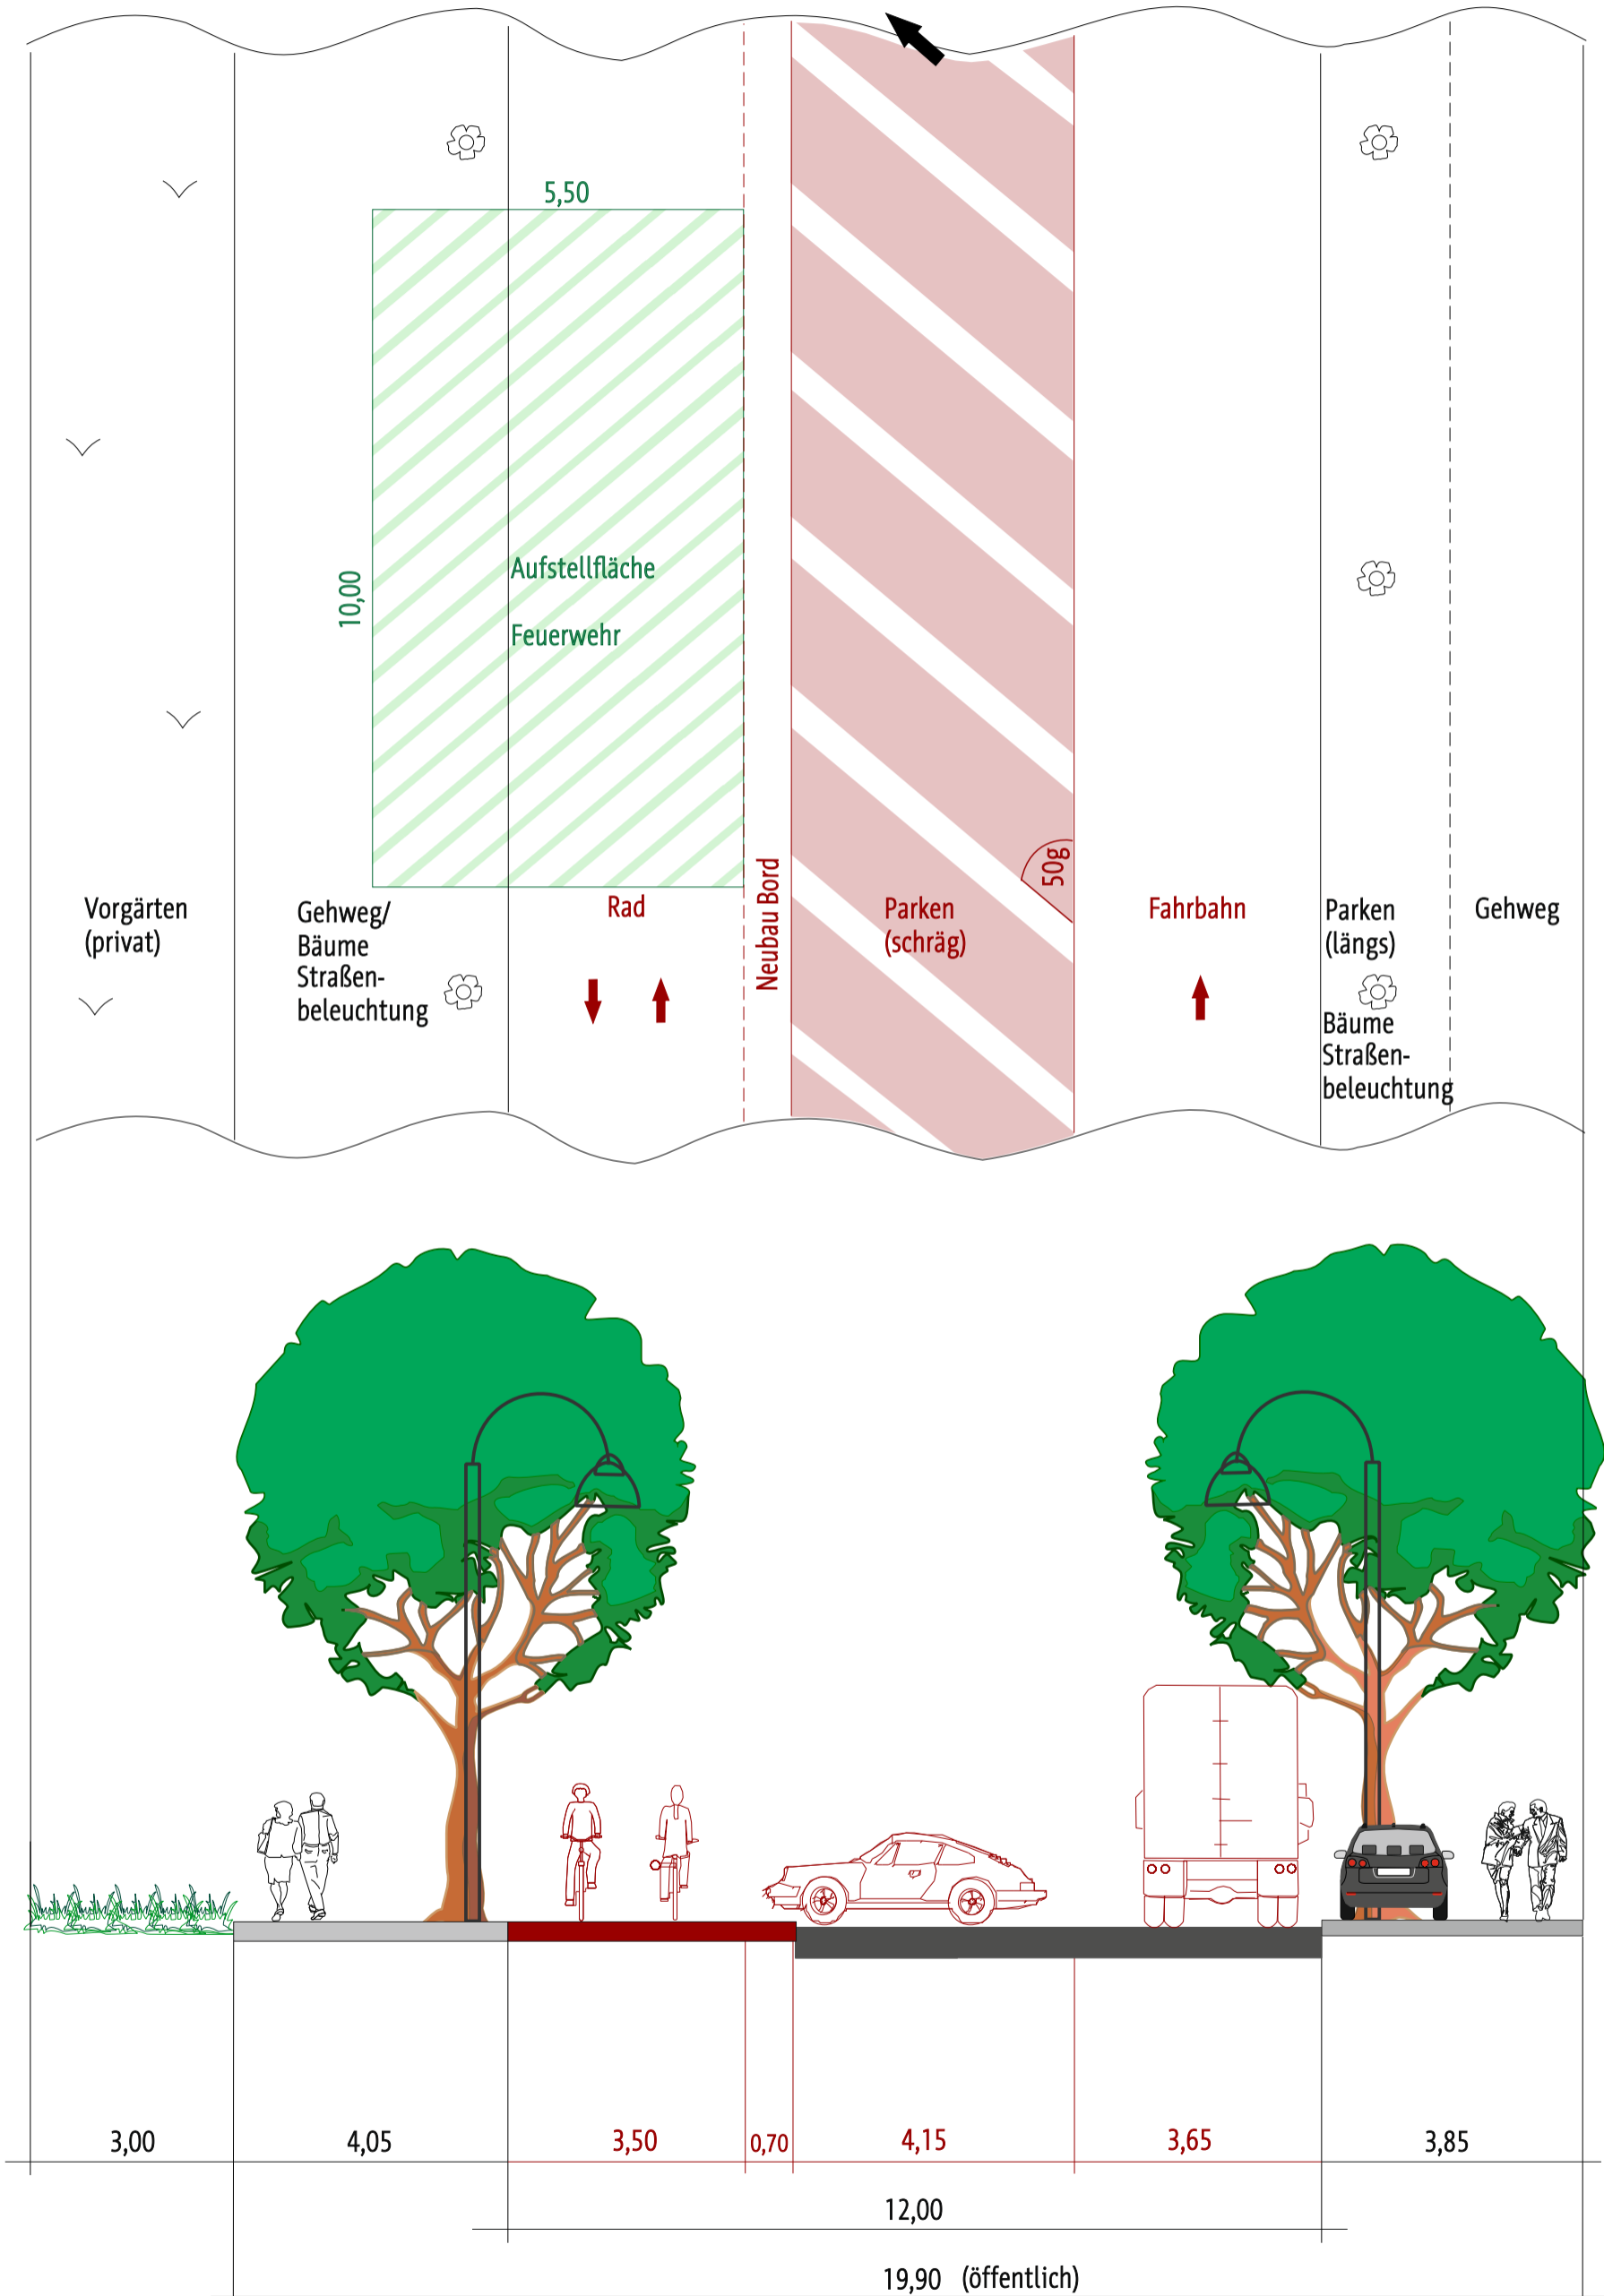 5,50
Aufstellfläche
Feuerwehr
10,00
Vorgärten
(privat)
Gehweg/
Bäume
Straßen-
beleuchtung
Rad
Neubau Bord
Parken
(schräg)
50g
Fahrbahn
Parken
(längs)
Bäume
Straßen-
beleuchtung
Gehweg
3,00
4,05
3,50
0,70
4,15
3,65
3,85
12,00
19,90 (öffentlich)